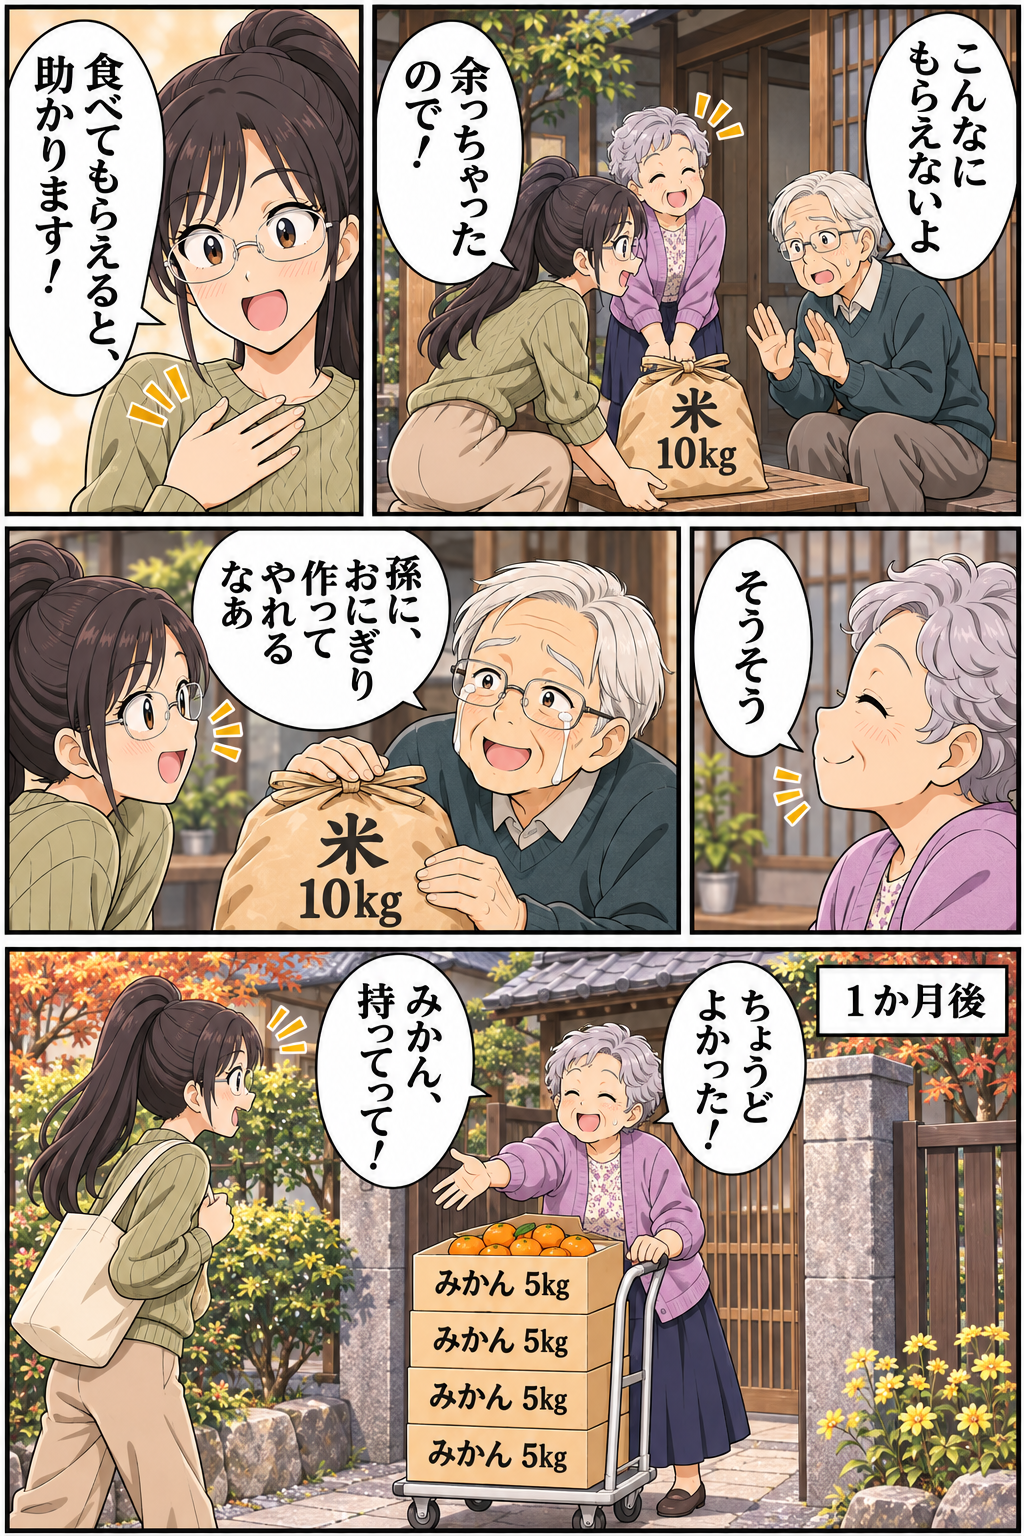 こんなに
もらえないよ
余っちゃった
ので！
米
10kg
食べてもらえると、
助かります！
そうそう
孫に、
おにぎり
作って
やれる
なあ
米
10kg
1か月後
ちょうど
よかった！
みかん、
持ってって！
みかん 5kg
みかん 5kg
みかん 5kg
みかん 5kg